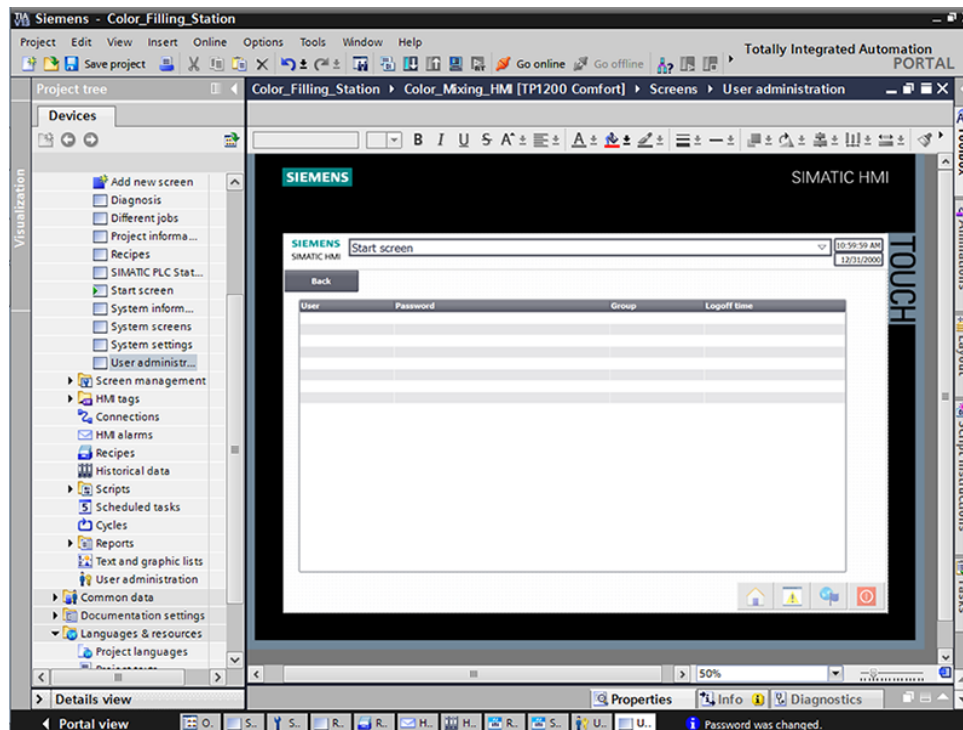 Siemens - Color_Filling_Station
Project Edit View Insert Online Options Tools Window Help
Totally Integrated Automation
PORTAL
Save project Go online Go offline
Project tree
Color_Filling_Station Color_Mixing_HMI [TP1200 Comfort] Screens User administration
Devices
B I U S A A
Visualization
Add new screen
Diagnosis
Different jobs
Project informa...
Recipes
SIMATIC PLC Stat...
Start screen
System inform...
System screens
System settings
User administr...
Screen management
HMI tags
Connections
HMI alarms
Recipes
Historical data
Scripts
Scheduled tasks
Cycles
Reports
Text and graphic lists
User administration
Common data
Documentation settings
Languages & resources
Project languages
SIEMENS
SIMATIC HMI
SIEMENS
SIMATIC HMI
Start screen
10:59:59 AM
12/31/2000
TOUCH
Back
User Password Group Logoff time
Toolbox
Animations
Layout
Script instructions
Tasks
50%
Details view
Properties Info Diagnostics
Portal view
O.. S.. S.. R.. R.. H.. H.. R.. S.. U.. U..
Password was changed.